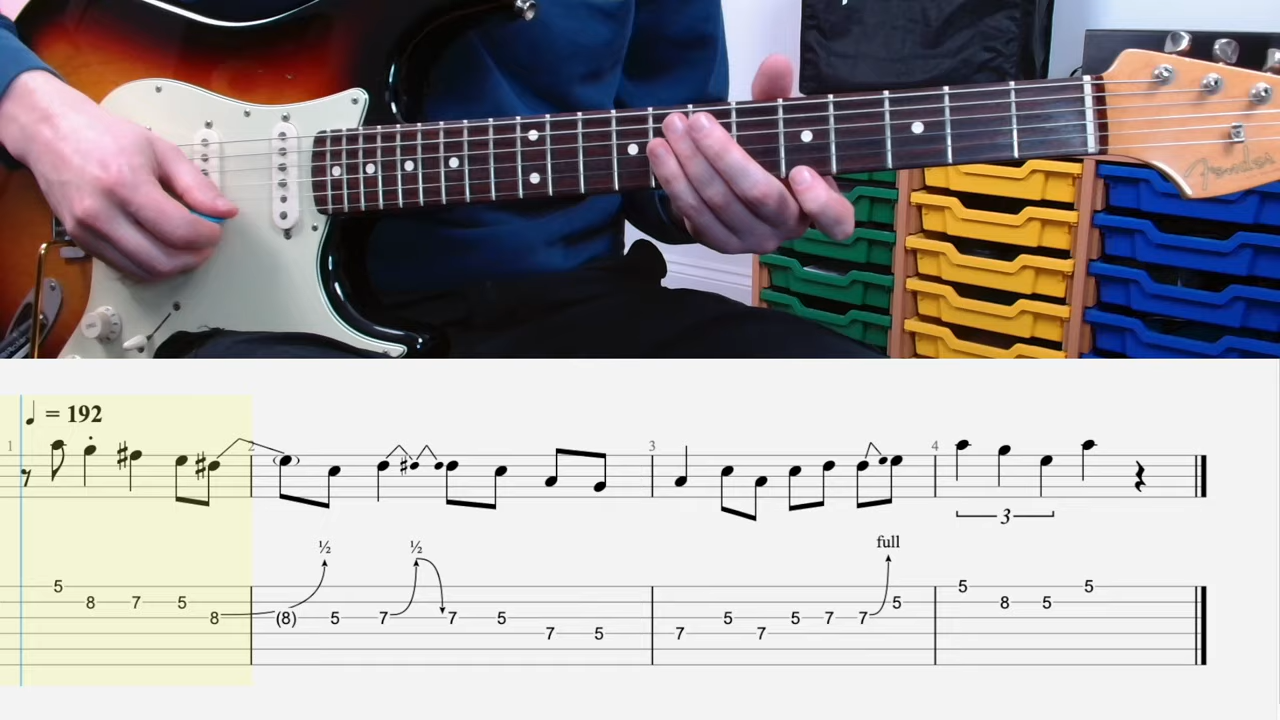 Fender
♩ = 192
1 2 3 4
3
½ ½ full
5 5 5
8 7 5 5 8 5
8 (8) 5 7 7 5 5 5 7 7
7 5 7 7